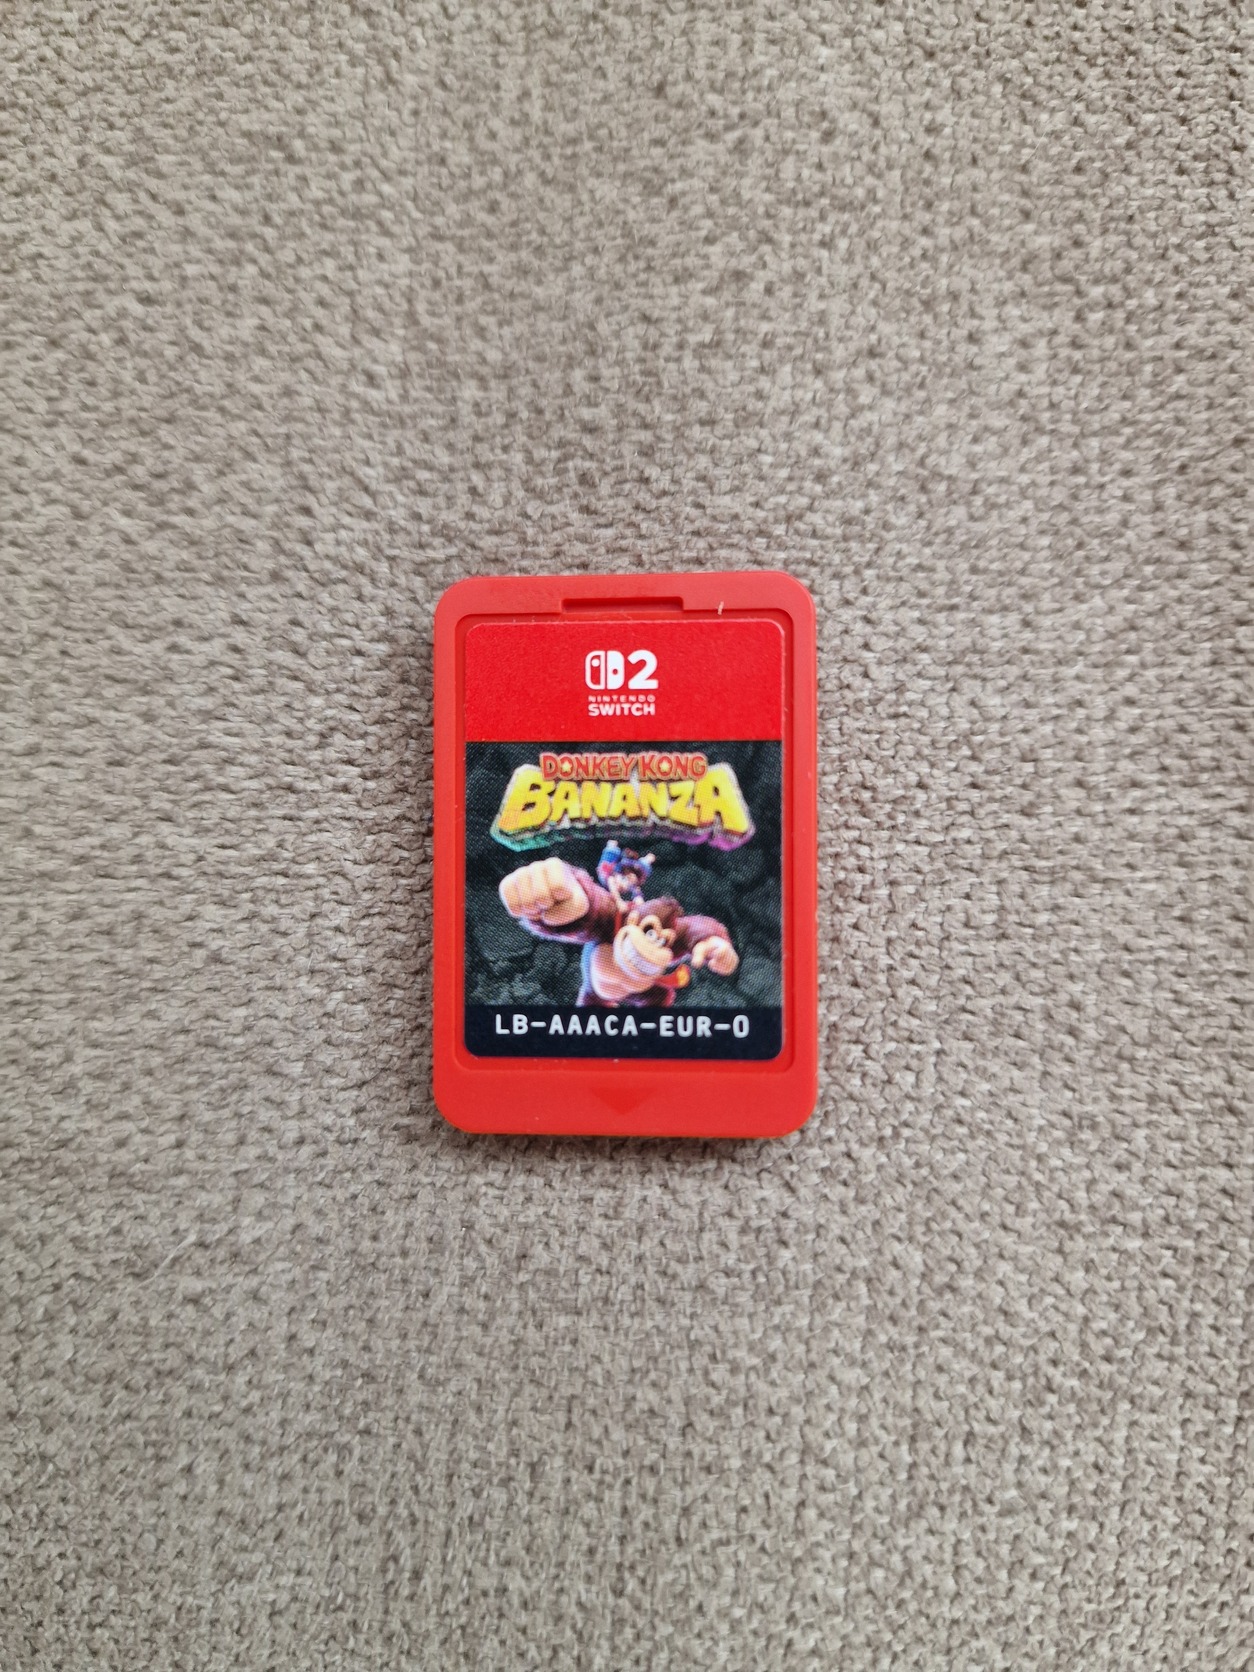 2
NINTENDO
SWITCH
DONKEY KONG
BANANZA
LB-AAACA-EUR-0